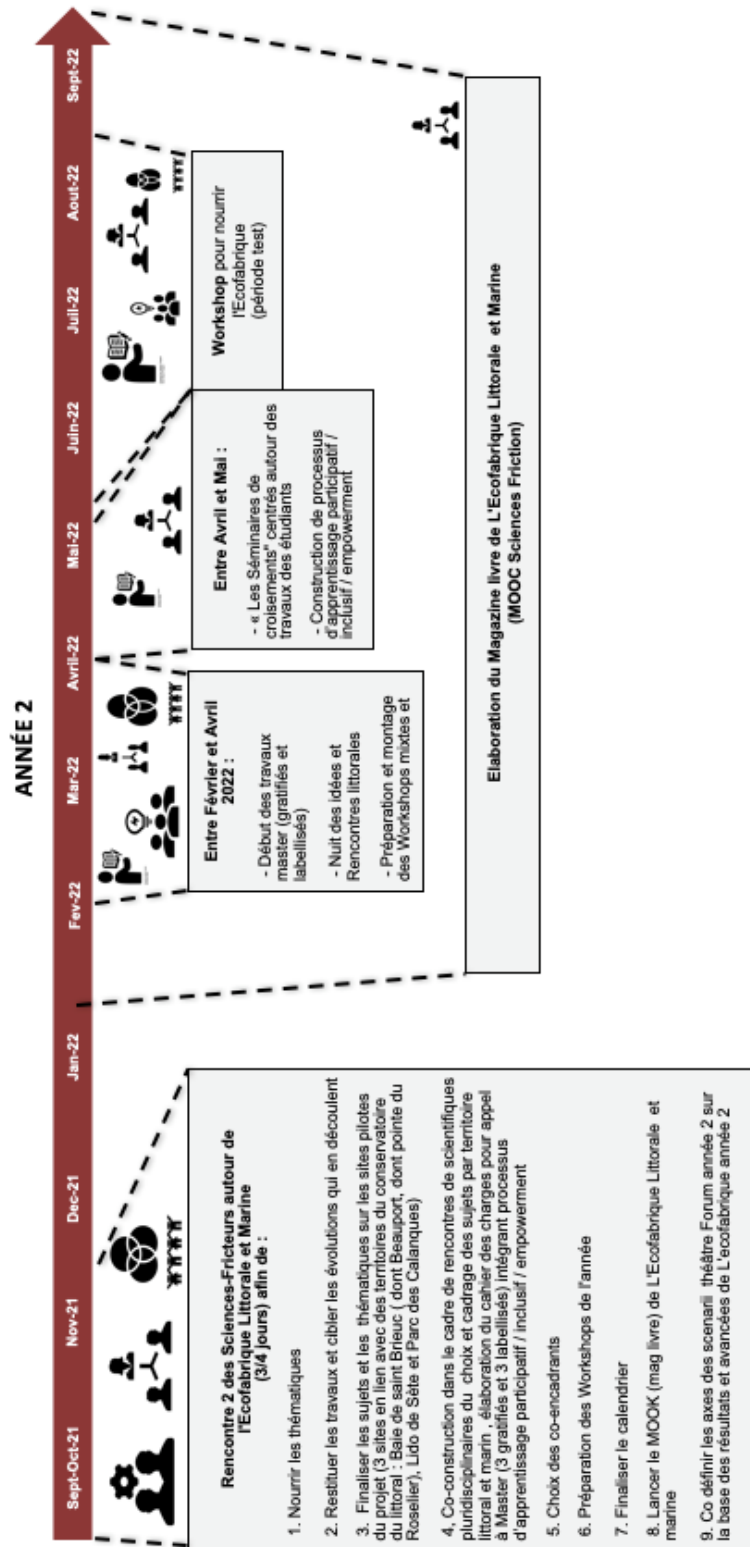 ANNÉE 2
Sept-Oct-21
Nov-21
Dec-21
Jan-22
Fev-22
Mar-22
Avril-22
Mai-22
Juin-22
Juil-22
Aout-22
Sept-22
Rencontre 2 des Sciences-Fricteurs autour de
l'Ecofabrique Littorale et Marine
(3/4 jours) afin de :
1. Nourrir les thématiques
2. Restituer les travaux et cibler les évolutions qui en découlent
3. Finaliser les sujets et les thématiques sur les sites pilotes
du projet (3 sites en lien avec des territoires du conservatoire
du littoral : Baie de saint Brieuc ( dont Beauport, dont pointe du
Roselier), Lido de Sète et Parc des Calanques)
4, Co-construction dans le cadre de rencontres de scientifiques
pluridisciplinaires du choix et cadrage des sujets par territoire
littoral et marin , élaboration du cahier des charges pour appel
à Master (3 gratifiés et 3 labellisés) intégrant processus
d'apprentissage participatif / inclusif / empowerment
5. Choix des co-encadrants
6. Préparation des Workshops de l'année
7. Finaliser le calendrier
8. Lancer le MOOK (mag livre) de L'Ecofabrique Littorale et
marine
9. Co définir les axes des scenarii théâtre Forum année 2 sur
la base des résultats et avancées de L'ecofabrique année 2
Entre Février et Avril
2022 :
- Début des travaux
master (gratifiés et
labellisés)
- Nuit des idées et
Rencontres littorales
- Préparation et montage
des Workshops mixtes et
Entre Avril et Mai :
- « Les Séminaires de
croisements" centrés autour des
travaux des étudiants
- Construction de processus
d'apprentissage participatif /
inclusif / empowerment
Workshop pour nourrir
l'Ecofabrique
(période test)
Elaboration du Magazine livre de L'Ecofabrique Littorale et Marine
(MOOC Sciences Friction)